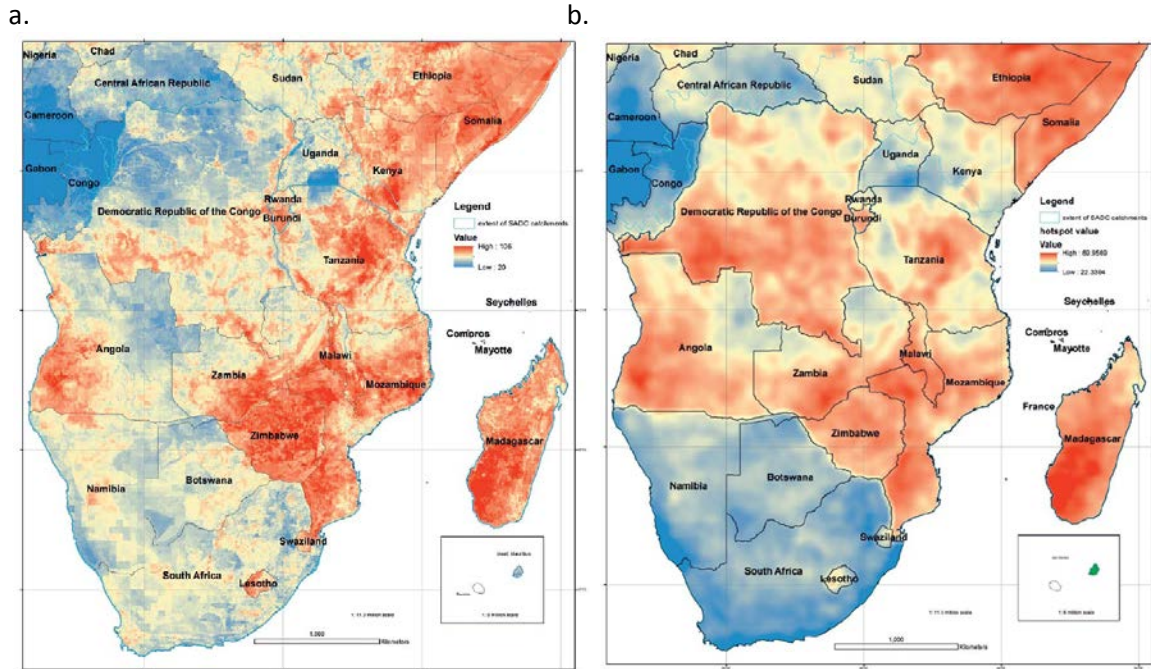 a.
Nigeria
Chad
Sudan
Ethiopia
Central African Republic
Cameroon
Somalia
Uganda
Gabon
Congo
Kenya
Rwanda
Democratic Republic of the Congo
Burundi
Tanzania
Legend
extent of SADC catchments
Value
High : 106
Low : 20
Seychelles
Comoros
Mayotte
Angola
Malawi
Zambia
Mozambique
Zimbabwe
Madagascar
Namibia
Botswana
Swaziland
South Africa
Lesotho
1,000
Kilometers
b.
Nigeria
Chad
Sudan
Ethiopia
Central African Republic
Cameroon
Somalia
Uganda
Gabon
Congo
Kenya
Rwanda
Democratic Republic of the Congo
Burundi
Tanzania
Legend
extent of SADC catchments
hotspot value
Value
High :
Low :
Seychelles
Comoros
Mayotte
Angola
Malawi
Zambia
Mozambique
France
Zimbabwe
Madagascar
Namibia
Botswana
Swaziland
South Africa
Lesotho
1,000
Kilometers